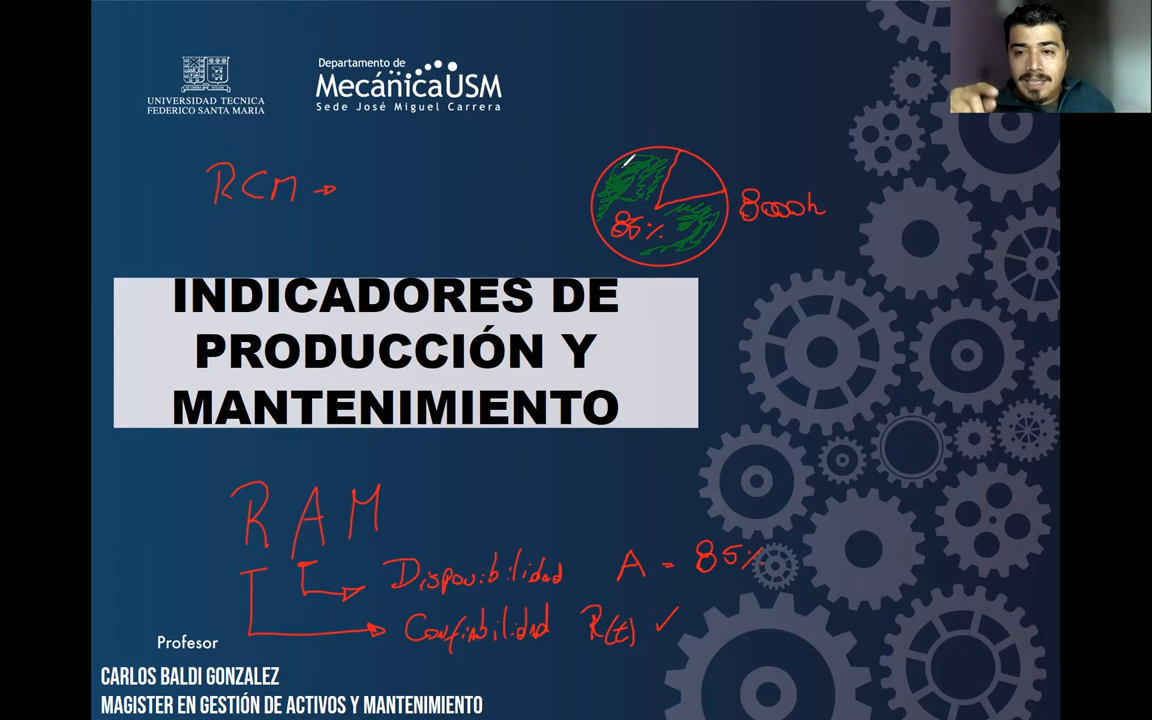 UNIVERSIDAD TECNICA
FEDERICO SANTA MARIA
Departamento de
MecánicaUSM
Sede José Miguel Carrera
RCM →
85%
8000h
INDICADORES DE
PRODUCCIÓN Y
MANTENIMIENTO
RAM
Disponibilidad A = 85%
Confiabilidad R(t) ✓
Profesor
CARLOS BALDI GONZALEZ
MAGISTER EN GESTIÓN DE ACTIVOS Y MANTENIMIENTO